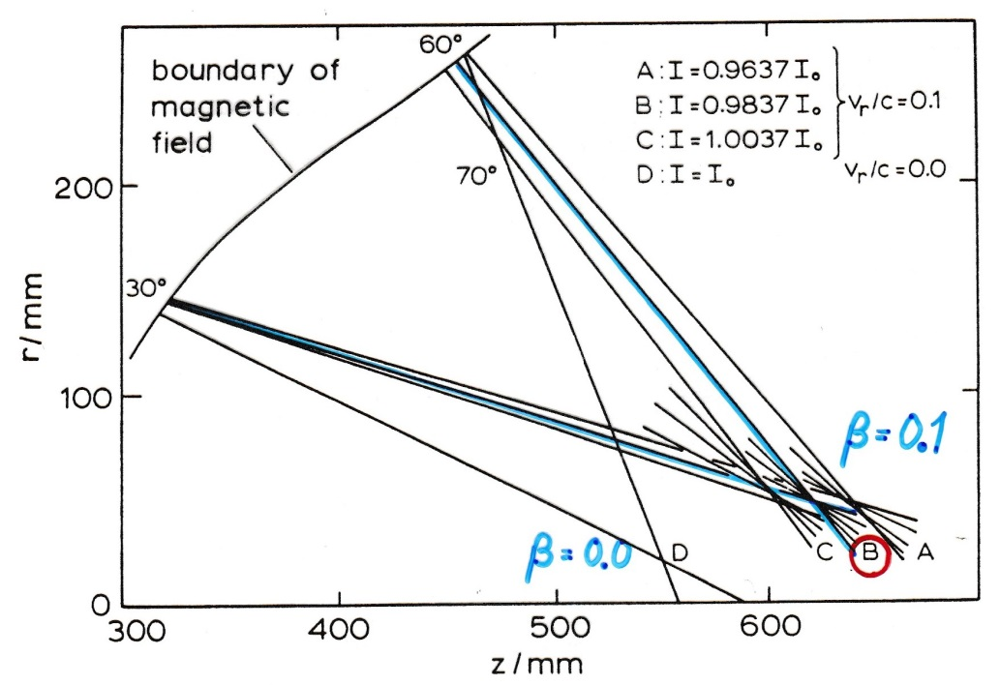 60°
boundary of
magnetic
field
A: I=0.9637 I₀
B: I=0.9837 I₀
C: I=1.0037 I₀
vᵣ/c=0.1
D: I=I₀
vᵣ/c=0.0
70°
200
30°
r/mm
100
β=0.1
β=0.0
D
C
B
A
0
300
400
500
600
z/mm